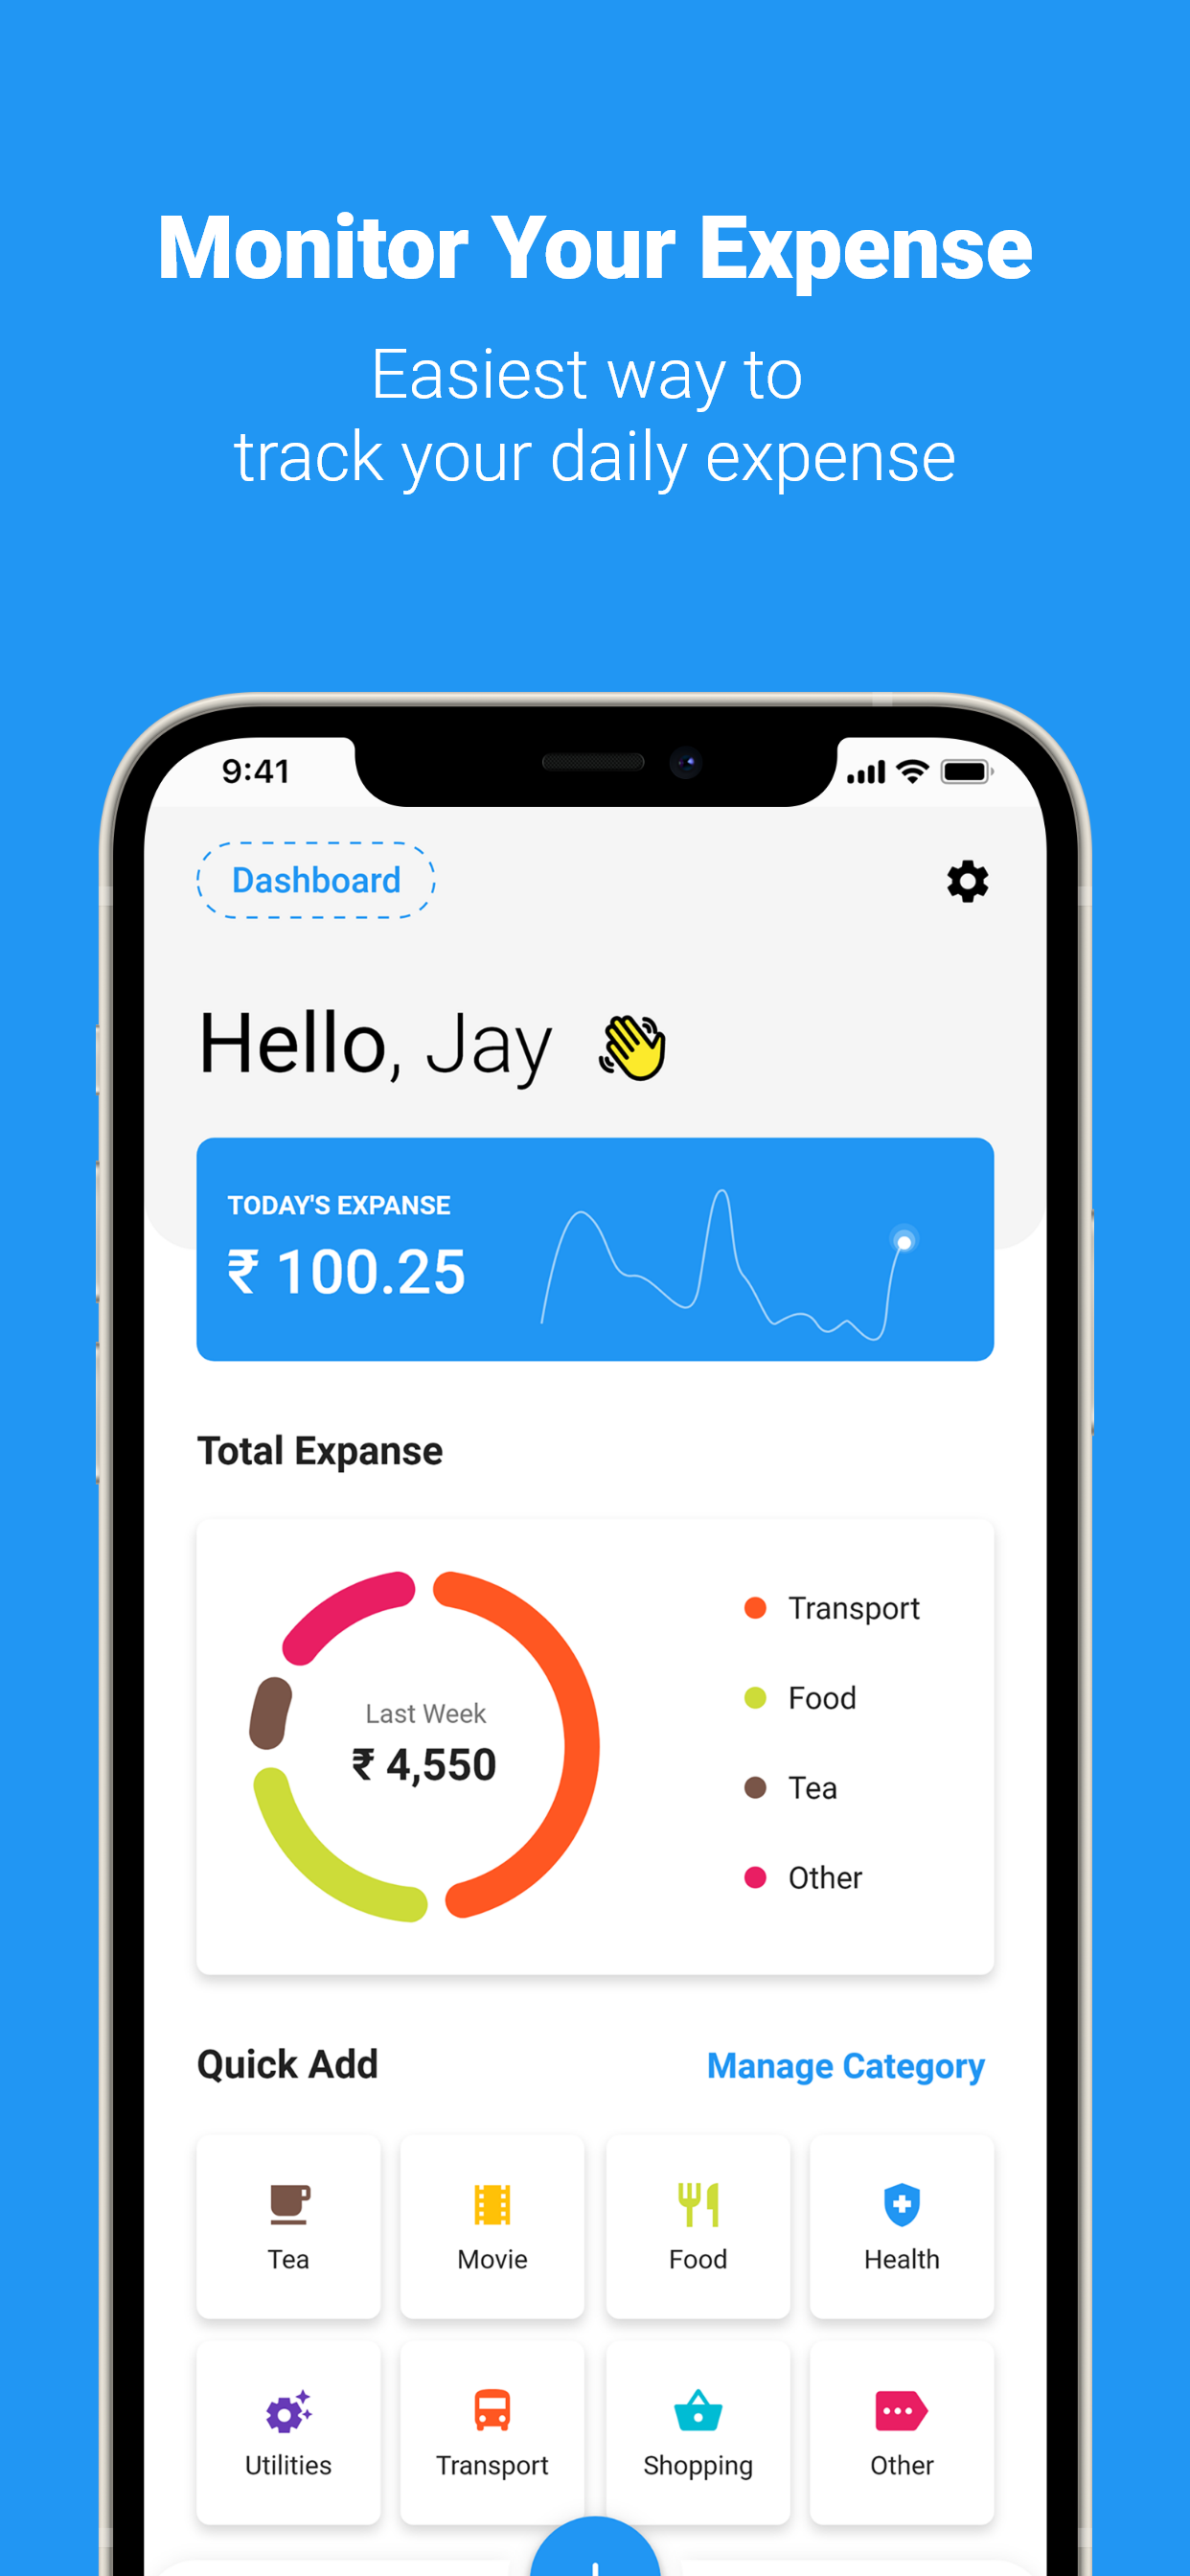 Monitor Your Expense
Easiest way to
track your daily expense
9:41
Dashboard
Hello, Jay
TODAY'S EXPANSE
₹ 100.25
Total Expanse
Last Week
₹ 4,550
Transport
Food
Tea
Other
Quick Add
Manage Category
Tea
Movie
Food
Health
Utilities
Transport
Shopping
Other